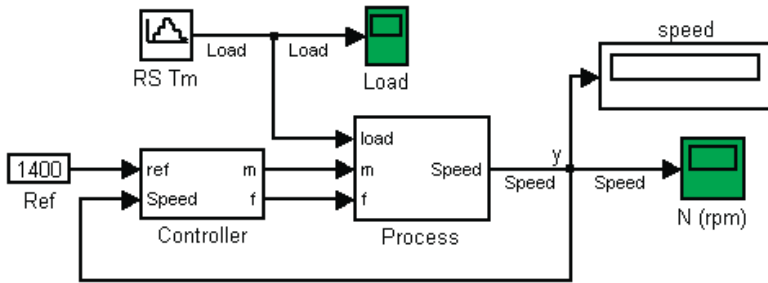 speed
Load
Load
RS Tm
Load
load
y
1400
ref
m
m
Speed
Speed
Speed
Ref
Speed
f
f
N (rpm)
Controller
Process